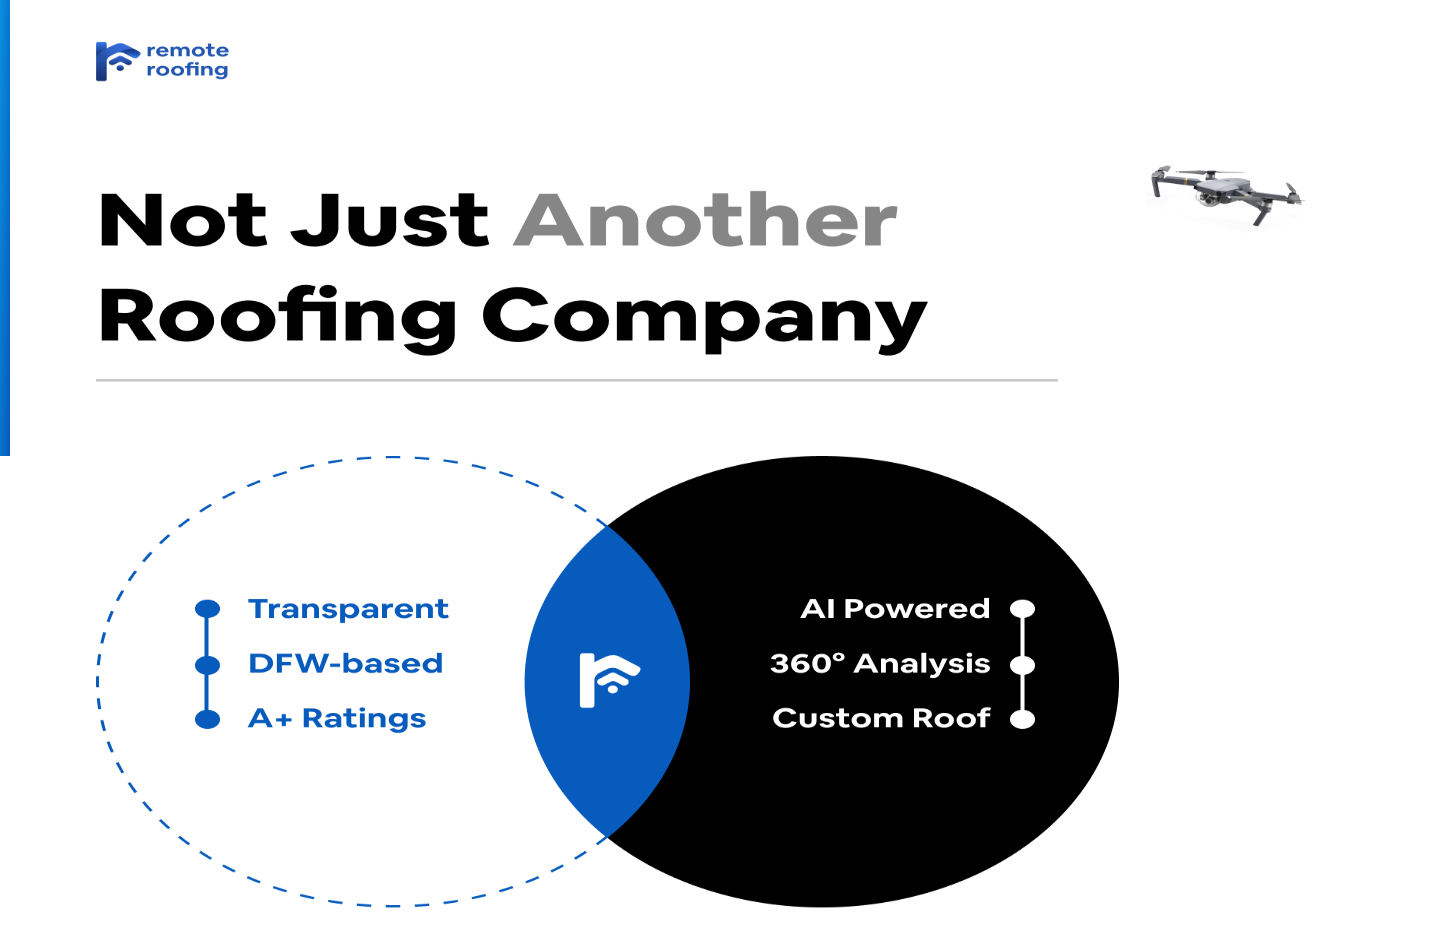 remote
roofing
Not Just Another
Roofing Company
Transparent
DFW-based
A+ Ratings
AI Powered
360° Analysis
Custom Roof